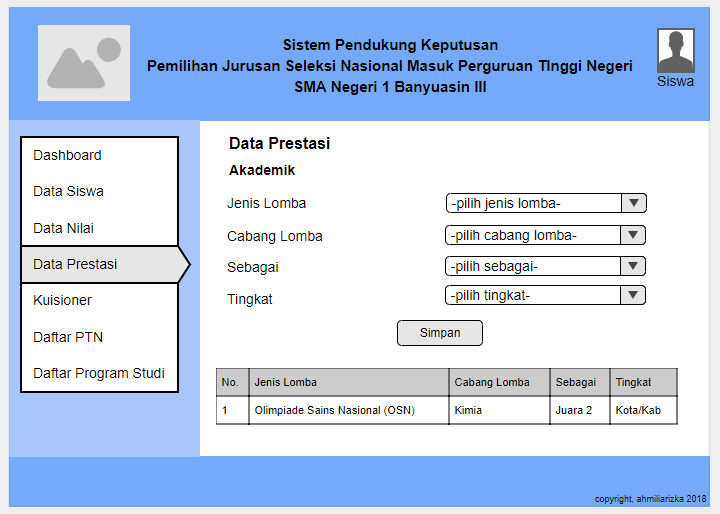 Sistem Pendukung Keputusan
Pemilihan Jurusan Seleksi Nasional Masuk Perguruan TInggi Negeri
SMA Negeri 1 Banyuasin III
Siswa
Dashboard
Data Siswa
Data Nilai
Data Prestasi
Kuisioner
Daftar PTN
Daftar Program Studi
Data Prestasi
Akademik
Jenis Lomba -pilih jenis lomba-
Cabang Lomba -pilih cabang lomba-
Sebagai -pilih sebagai-
Tingkat -pilih tingkat-
Simpan
No. Jenis Lomba Cabang Lomba Sebagai Tingkat
1 Olimpiade Sains Nasional (OSN) Kimia Juara 2 Kota/Kab
copyright, ahmiliarizka 2018